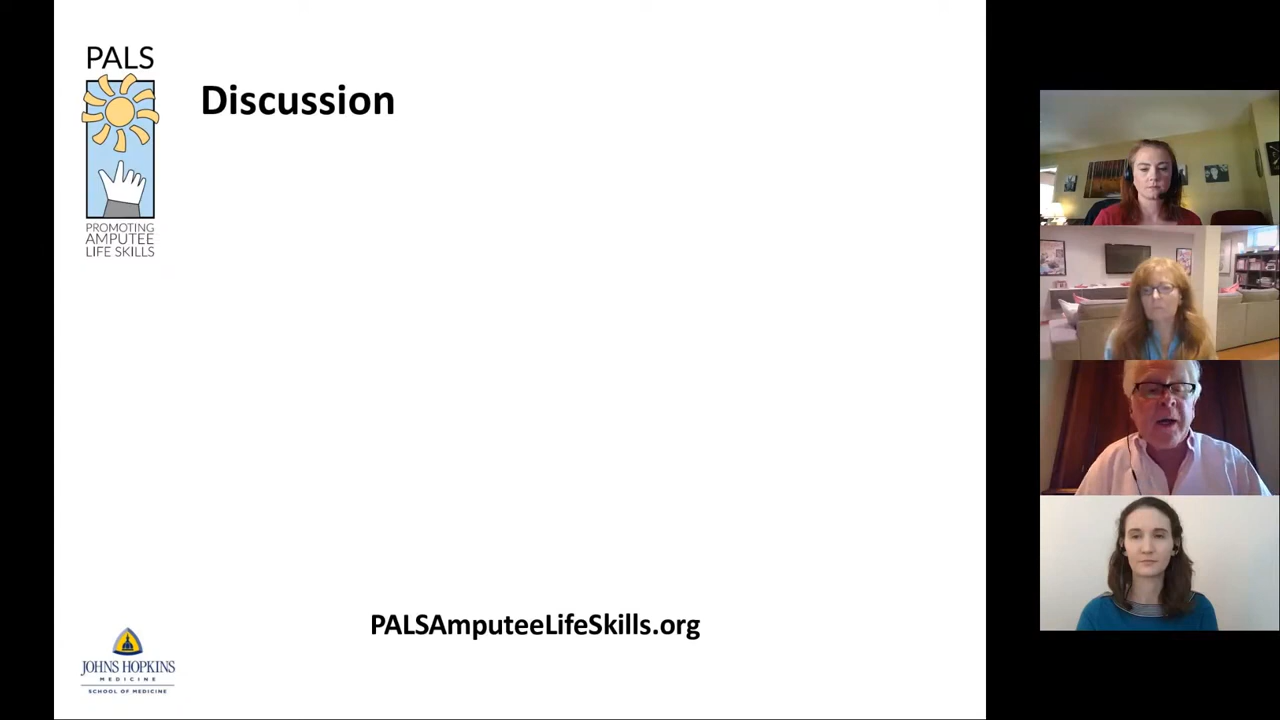 PALS
Discussion
PROMOTING
AMPUTEE
LIFE SKILLS
PALSAmputeeLifeSkills.org
JOHNS HOPKINS
MEDICINE
SCHOOL OF MEDICINE